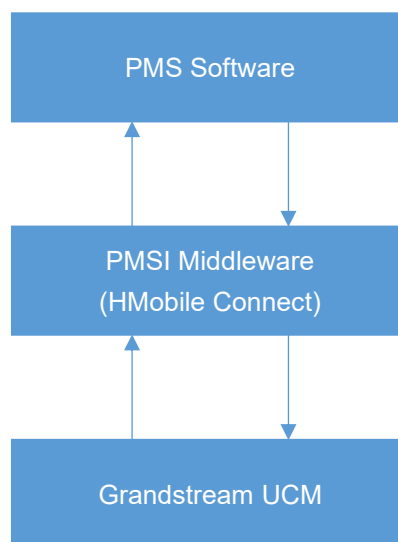 PMS Software
PMSI Middleware
(HMobile Connect)
Grandstream UCM